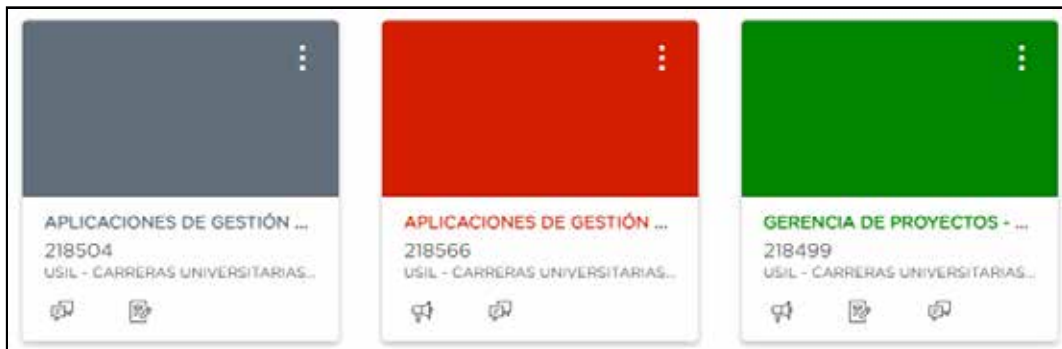 APLICACIONES DE GESTIÓN ...
218504
USIL - CARRERAS UNIVERSITARIAS...
APLICACIONES DE GESTIÓN ...
218566
USIL - CARRERAS UNIVERSITARIAS...
GERENCIA DE PROYECTOS - ...
218499
USIL - CARRERAS UNIVERSITARIAS...